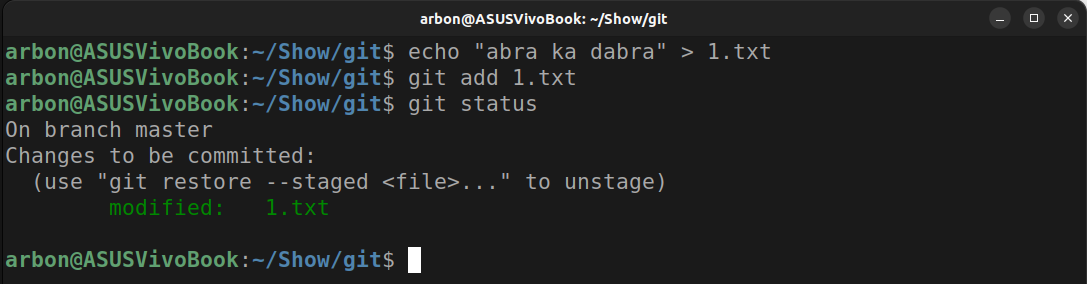 arbon@ASUSVivoBook: ~/Show/git
arbon@ASUSVivoBook:~/Show/git$ echo "abra ka dabra" > 1.txt
arbon@ASUSVivoBook:~/Show/git$ git add 1.txt
arbon@ASUSVivoBook:~/Show/git$ git status
On branch master
Changes to be committed:
  (use "git restore --staged <file>..." to unstage)
        modified:   1.txt

arbon@ASUSVivoBook:~/Show/git$